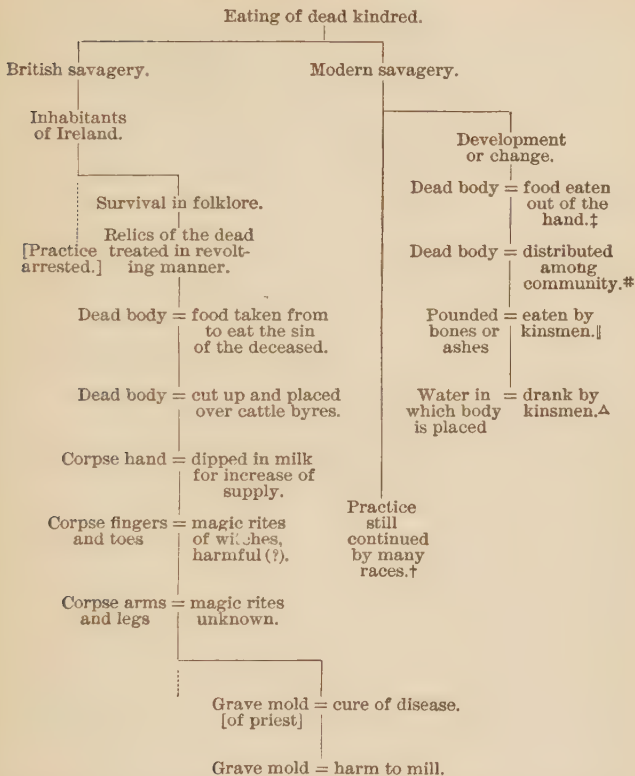 Eating of dead kindred.
British savagery.
Modern savagery.
Inhabitants
of Ireland.
Survival in folklore.
[Practice
arrested.]
Relics of the dead
treated in revolt-
ing manner.
Dead body = food taken from
to eat the sin
of the deceased.
Dead body = cut up and placed
over cattle byres.
Corpse hand = dipped in milk
for increase of
supply.
Corpse fingers = magic rites
and toes of witches,
harmful (?).
Corpse arms = magic rites
and legs unknown.
Grave mold = cure of disease.
[of priest]
Grave mold = harm to mill.
Development
or change.
Dead body = food eaten
out of the
hand.‡
Dead body = distributed
among
community.#
Pounded = eaten by
bones or kinsmen.‖
ashes
Water in = drank by
which body kinsmen.△
is placed
Practice
still
continued
by many
races.†